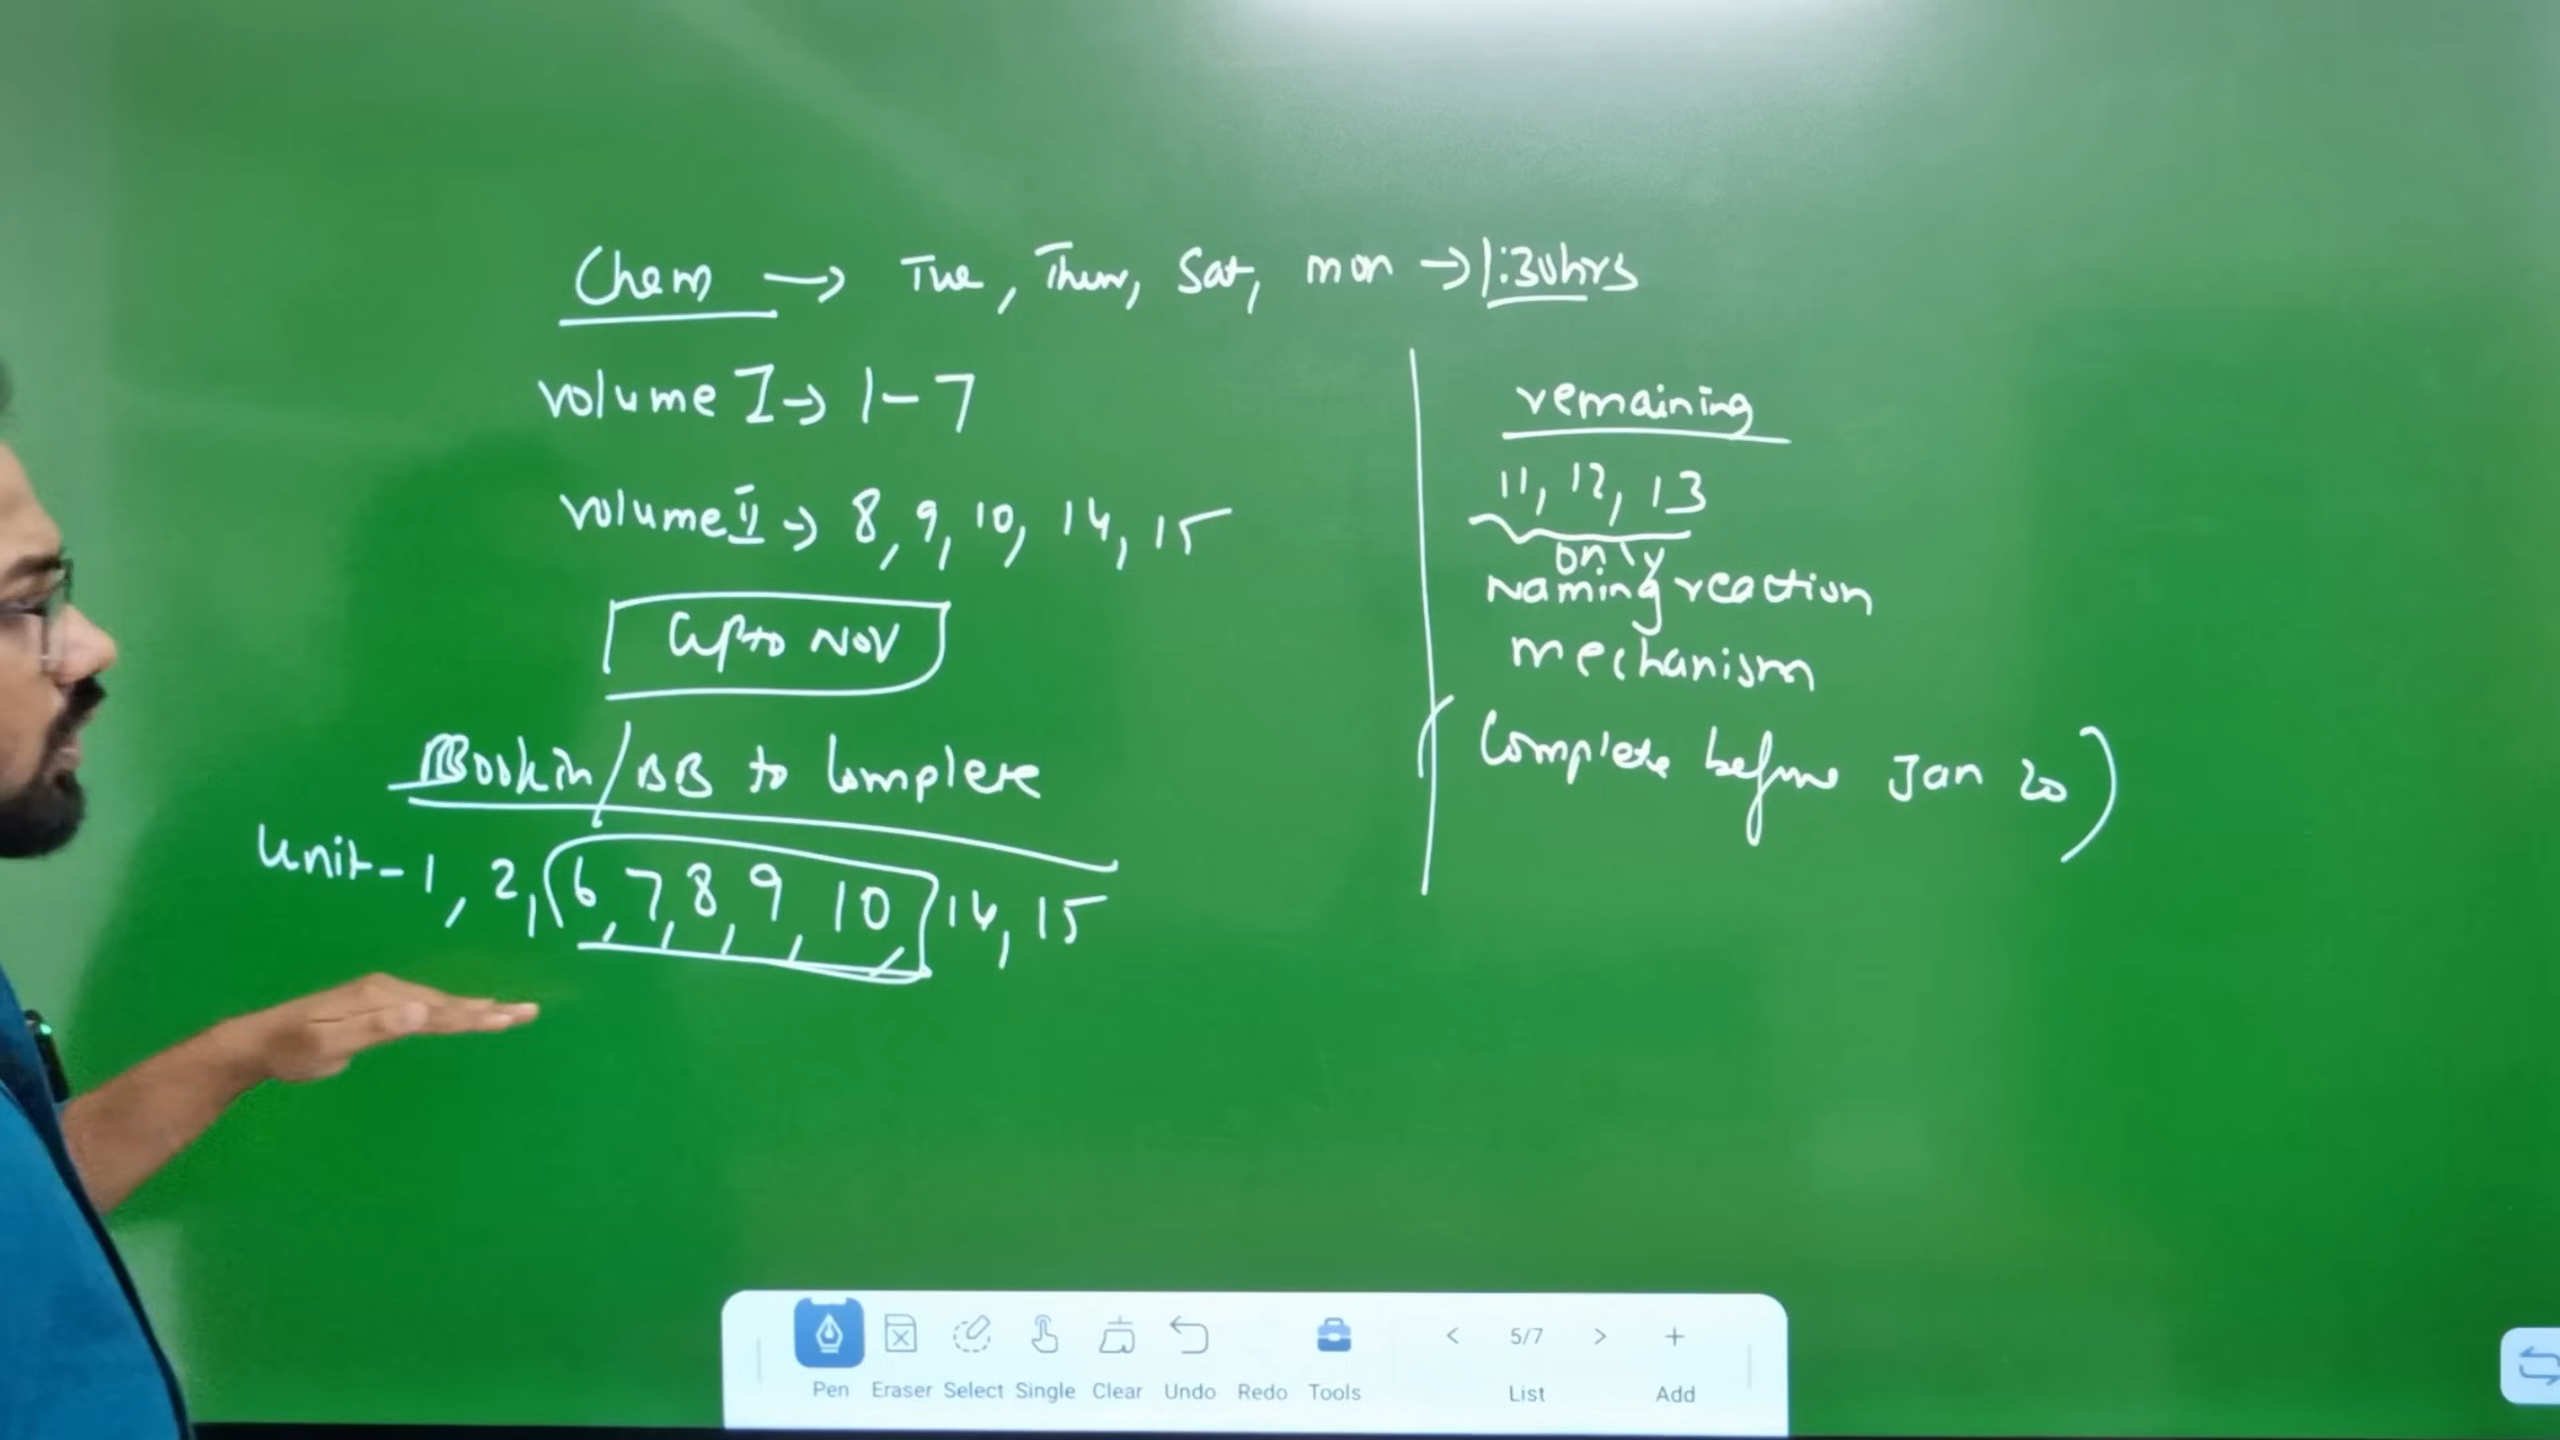 Chem → Tue, Thur, Sat, mon → 1:30hrs
volume I → 1-7
volume II → 8, 9, 10, 14, 15
upto NOV
Book in / BB to Complete
unit - 1, 2, 6, 7, 8, 9, 10, 14, 15
remaining
11, 12, 13
only
Naming reaction
mechanism
(Complete before Jan 20)
Pen Eraser Select Single Clear Undo Redo Tools < 5/7 > List + Add